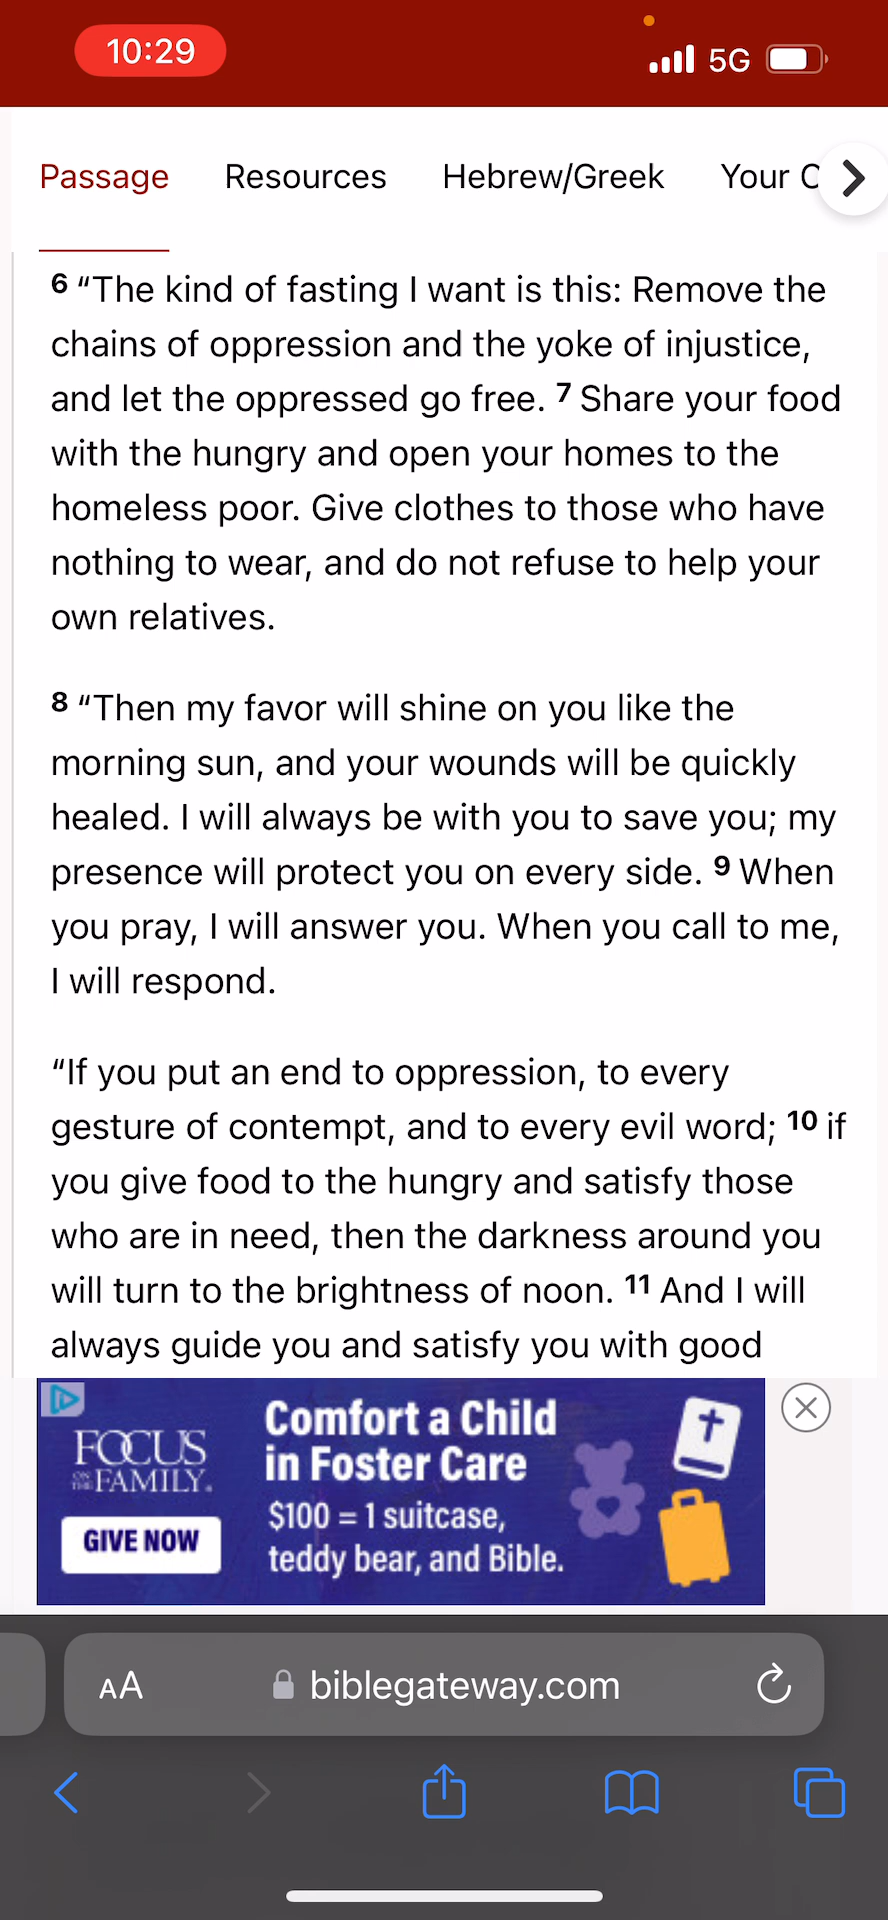 10:29
5G
Passage Resources Hebrew/Greek Your
6 “The kind of fasting I want is this: Remove the
chains of oppression and the yoke of injustice,
and let the oppressed go free. 7 Share your food
with the hungry and open your homes to the
homeless poor. Give clothes to those who have
nothing to wear, and do not refuse to help your
own relatives.
8 “Then my favor will shine on you like the
morning sun, and your wounds will be quickly
healed. I will always be with you to save you; my
presence will protect you on every side. 9 When
you pray, I will answer you. When you call to me,
I will respond.
“If you put an end to oppression, to every
gesture of contempt, and to every evil word; 10 if
you give food to the hungry and satisfy those
who are in need, then the darkness around you
will turn to the brightness of noon. 11 And I will
always guide you and satisfy you with good
FOCUS
ON THE FAMILY.
GIVE NOW
Comfort a Child
in Foster Care
$100 = 1 suitcase,
teddy bear, and Bible.
AA biblegateway.com